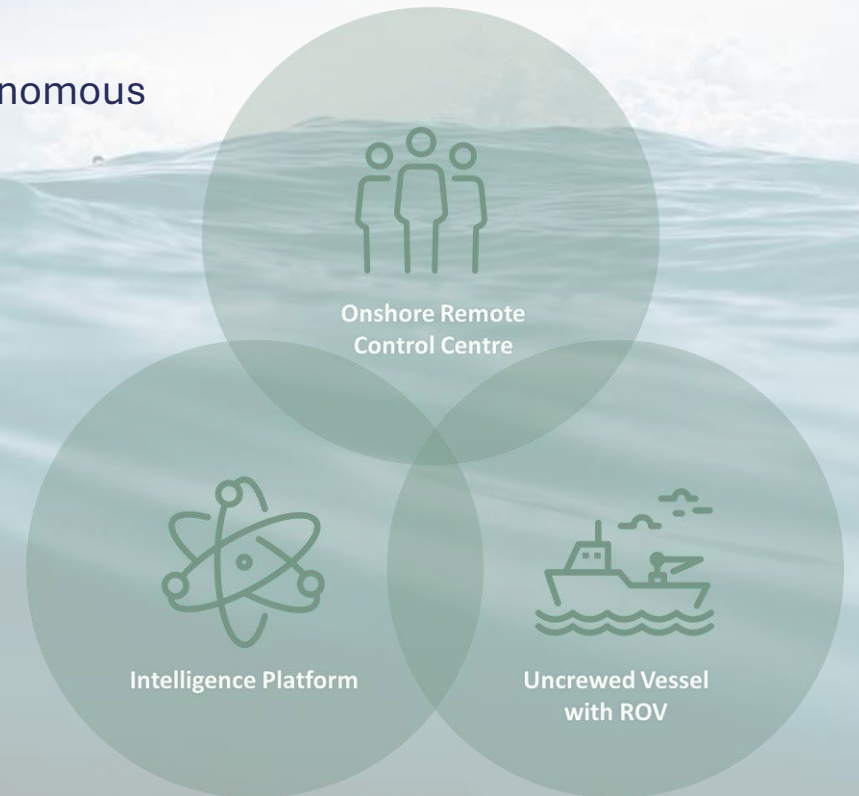 nomous
Onshore Remote
Control Centre
Intelligence Platform
Uncrewed Vessel
with ROV